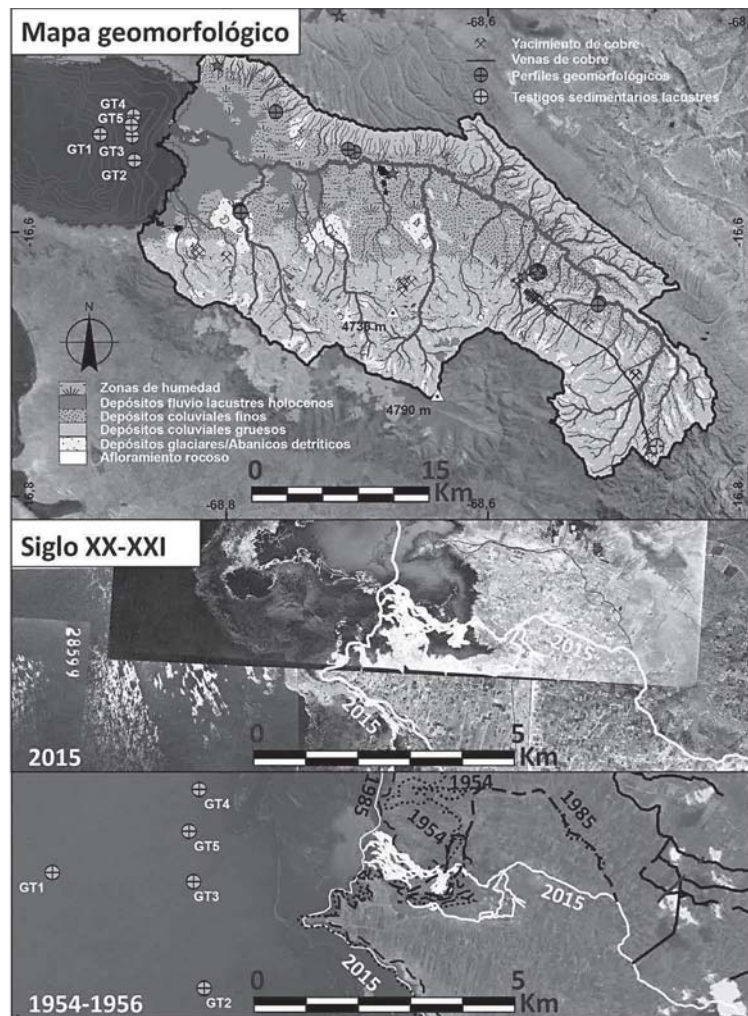 Mapa geomorfológico
-68,6
-68,6
Yacimiento de cobre
Venas de cobre
Perfiles geomorfológicos
Testigos sedimentarios lacustres
GT4
GT5
GT1
GT3
GT2
-16,6
-16,6
N
4730 m
4790 m
Zonas de humedad
Depósitos fluvio lacustres holocenos
Depósitos coluviales finos
Depósitos coluviales gruesos
Depósitos glaciares/Abanicos detríticos
Afloramiento rocoso
0
15
Km
-16,8
-16,8
-68,8
-68,6
Siglo XX-XXI
28599
2015
2015
0
5
Km
2015
GT4
GT5
GT1
GT3
GT2
1985
1954
1954
1985
2015
2015
0
5
Km
1954-1956